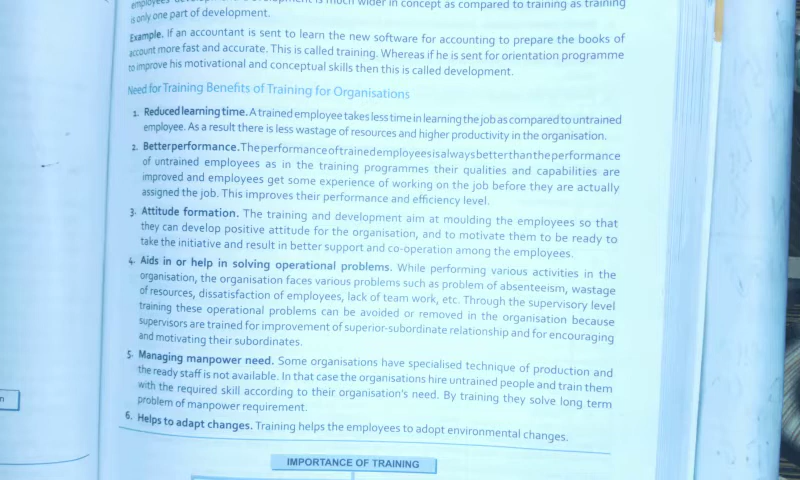 employees development is much wider in concept as compared to training as training
is only one part of development.
Example. If an accountant is sent to learn the new software for accounting to prepare the books of
account more fast and accurate. This is called training. Whereas if he is sent for orientation programme
to improve his motivational and conceptual skills then this is called development.
Need for Training Benefits of Training for Organisations
1. Reduced learning time. A trained employee takes less time in learning the job as compared to untrained
employee. As a result there is less wastage of resources and higher productivity in the organisation.
2. Better performance. The performance of trained employees is always better than the performance
of untrained employees as in the training programmes their qualities and capabilities are
improved and employees get some experience of working on the job before they are actually
assigned the job. This improves their performance and efficiency level.
3. Attitude formation. The training and development aim at moulding the employees so that
they can develop positive attitude for the organisation, and to motivate them to be ready to
take the initiative and result in better support and co-operation among the employees.
4. Aids in or help in solving operational problems. While performing various activities in the
organisation, the organisation faces various problems such as problem of absenteeism, wastage
of resources, dissatisfaction of employees, lack of team work, etc. Through the supervisory level
training these operational problems can be avoided or removed in the organisation because
supervisors are trained for improvement of superior-subordinate relationship and for encouraging
and motivating their subordinates.
5. Managing manpower need. Some organisations have specialised technique of production and
the ready staff is not available. In that case the organisations hire untrained people and train them
with the required skill according to their organisation's need. By training they solve long term
problem of manpower requirement.
6. Helps to adapt changes. Training helps the employees to adopt environmental changes.
IMPORTANCE OF TRAINING